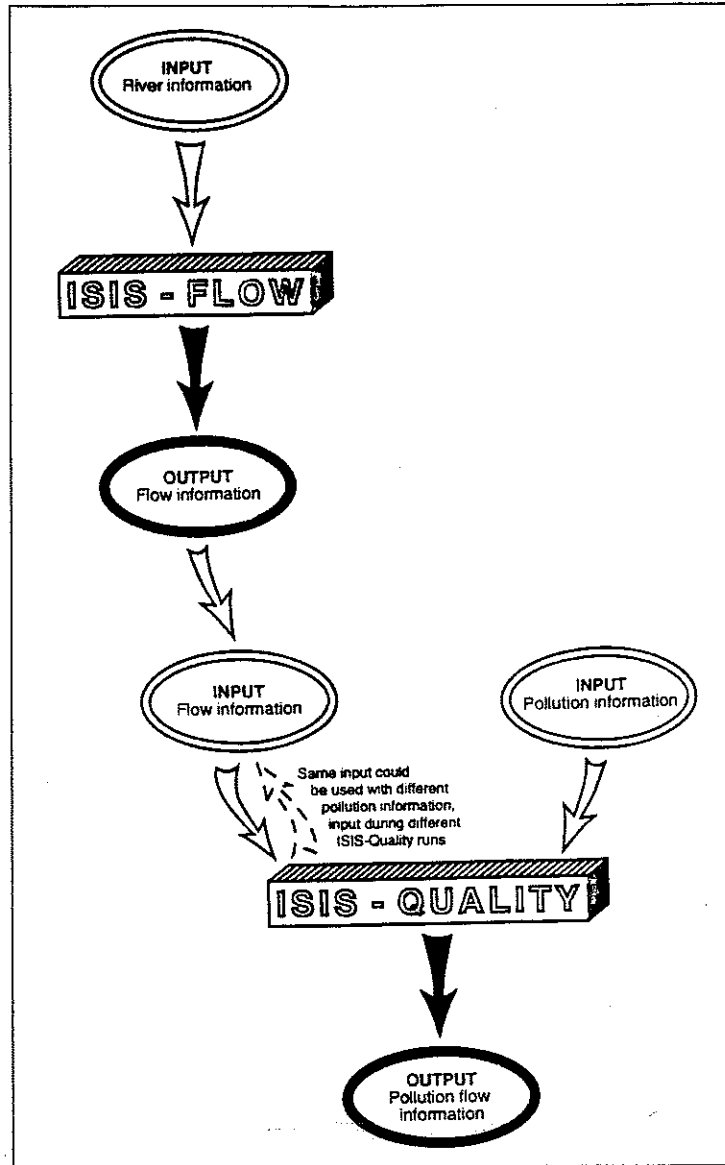 INPUT
River information
ISIS - FLOW
OUTPUT
Flow information
INPUT
Flow information
INPUT
Pollution information
Same input could
be used with different
pollution information,
input during different
ISIS-Quality runs
ISIS - QUALITY
OUTPUT
Pollution flow
information